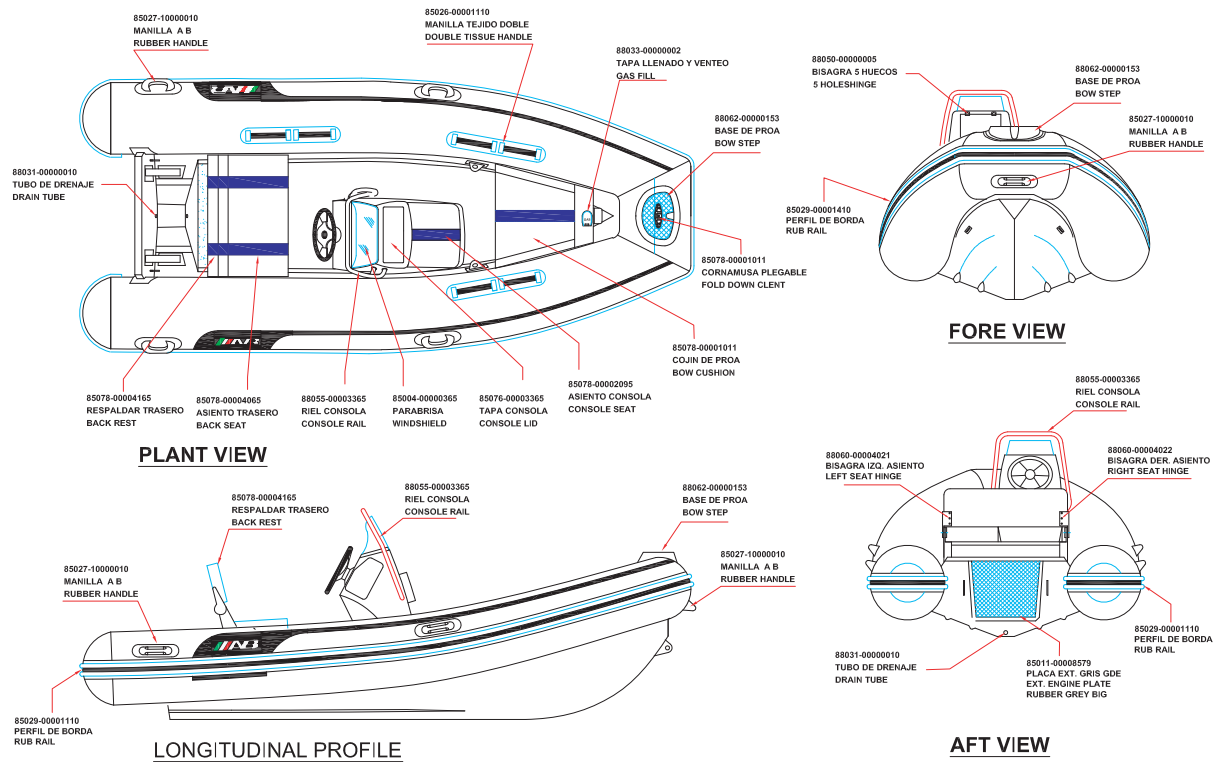 85027-10000010
MANILLA A B
RUBBER HANDLE
85026-00001110
MANILLA TEJIDO DOBLE
DOUBLE TISSUE HANDLE
88033-00000002
TAPA LLENADO Y VENTEO
GAS FILL
88062-00000153
BASE DE PROA
BOW STEP
88031-00000010
TUBO DE DRENAJE
DRAIN TUBE
85078-00001011
CORNAMUSA PLEGABLE
FOLD DOWN CLENT
85078-00001011
COJIN DE PROA
BOW CUSHION
85078-00004165
RESPALDAR TRASERO
BACK REST
85078-00004065
ASIENTO TRASERO
BACK SEAT
88055-00003365
RIEL CONSOLA
CONSOLE RAIL
85004-00000365
PARABRISA
WINDSHIELD
85076-00003365
TAPA CONSOLA
CONSOLE LID
85078-00002095
ASIENTO CONSOLA
CONSOLE SEAT
AB
AB
PLANT VIEW
88050-00000005
BISAGRA 5 HUECOS
5 HOLESHINGE
88062-00000153
BASE DE PROA
BOW STEP
85027-10000010
MANILLA A B
RUBBER HANDLE
85029-00001410
PERFIL DE BORDA
RUB RAIL
FORE VIEW
85078-00004165
RESPALDAR TRASERO
BACK REST
88055-00003365
RIEL CONSOLA
CONSOLE RAIL
88062-00000153
BASE DE PROA
BOW STEP
85027-10000010
MANILLA A B
RUBBER HANDLE
85027-10000010
MANILLA A B
RUBBER HANDLE
AB
85029-00001110
PERFIL DE BORDA
RUB RAIL
LONGITUDINAL PROFILE
88055-00003365
RIEL CONSOLA
CONSOLE RAIL
88060-00004021
BISAGRA IZQ. ASIENTO
LEFT SEAT HINGE
88060-00004022
BISAGRA DER. ASIENTO
RIGHT SEAT HINGE
88031-00000010
TUBO DE DRENAJE
DRAIN TUBE
85011-00008579
PLACA EXT. GRIS GDE
EXT. ENGINE PLATE
RUBBER GREY BIG
85029-00001110
PERFIL DE BORDA
RUB RAIL
AFT VIEW